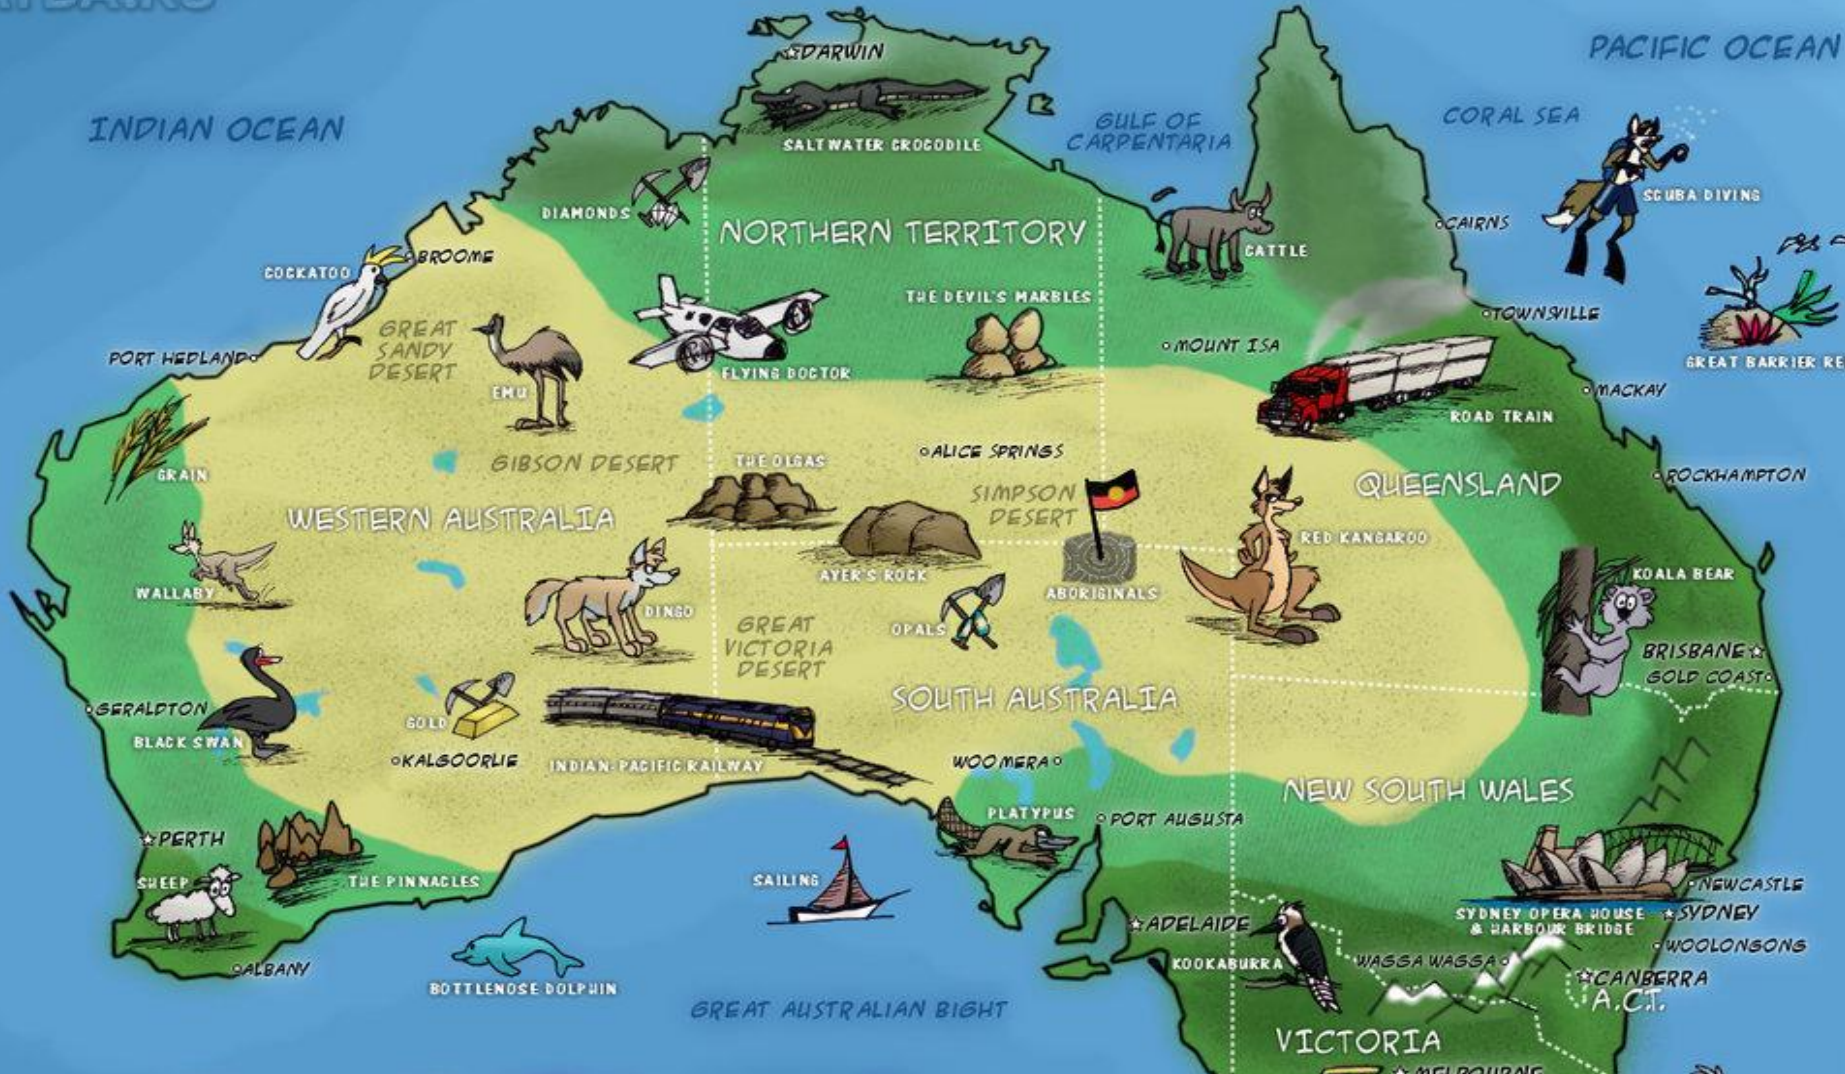 DARWIN
PACIFIC OCEAN
INDIAN OCEAN
GULF OF
CARPENTARIA
CORAL SEA
SALTWATER CROCODILE
SCUBA DIVING
DIAMONDS
NORTHERN TERRITORY
CAIRNS
CATTLE
BROOME
COCKATOO
THE DEVIL'S MARBLES
TOWNSVILLE
GREAT
SANDY
DESERT
PORT HEDLAND
MOUNT ISA
GREAT BARRIER RE
FLYING DOCTOR
EMU
MACKAY
ROAD TRAIN
ALICE SPRINGS
GIBSON DESERT
THE OLGAS
GRAIN
ROCKHAMPTON
QUEENSLAND
SIMPSON
DESERT
WESTERN AUSTRALIA
RED KANGAROO
AYER'S ROCK
KOALA BEAR
WALLABY
ABORIGINALS
DINGO
OPALS
GREAT
VICTORIA
DESERT
BRISBANE
GOLD COAST
SOUTH AUSTRALIA
GERALDTON
GOLD
BLACK SWAN
KALGOORLIE
INDIAN-PACIFIC RAILWAY
WOOMERA
NEW SOUTH WALES
PLATYPUS
PORT AUGUSTA
PERTH
SHEEP
THE PINNACLES
SAILING
NEWCASTLE
SYDNEY OPERA HOUSE
& HARBOUR BRIDGE
SYDNEY
ADELAIDE
WOOLONGONG
KOOKABURRA
WAGGA WAGGA
ALBANY
CANBERRA
BOTTLENOSE DOLPHIN
A.C.T.
GREAT AUSTRALIAN BIGHT
VICTORIA
MELBOURNE